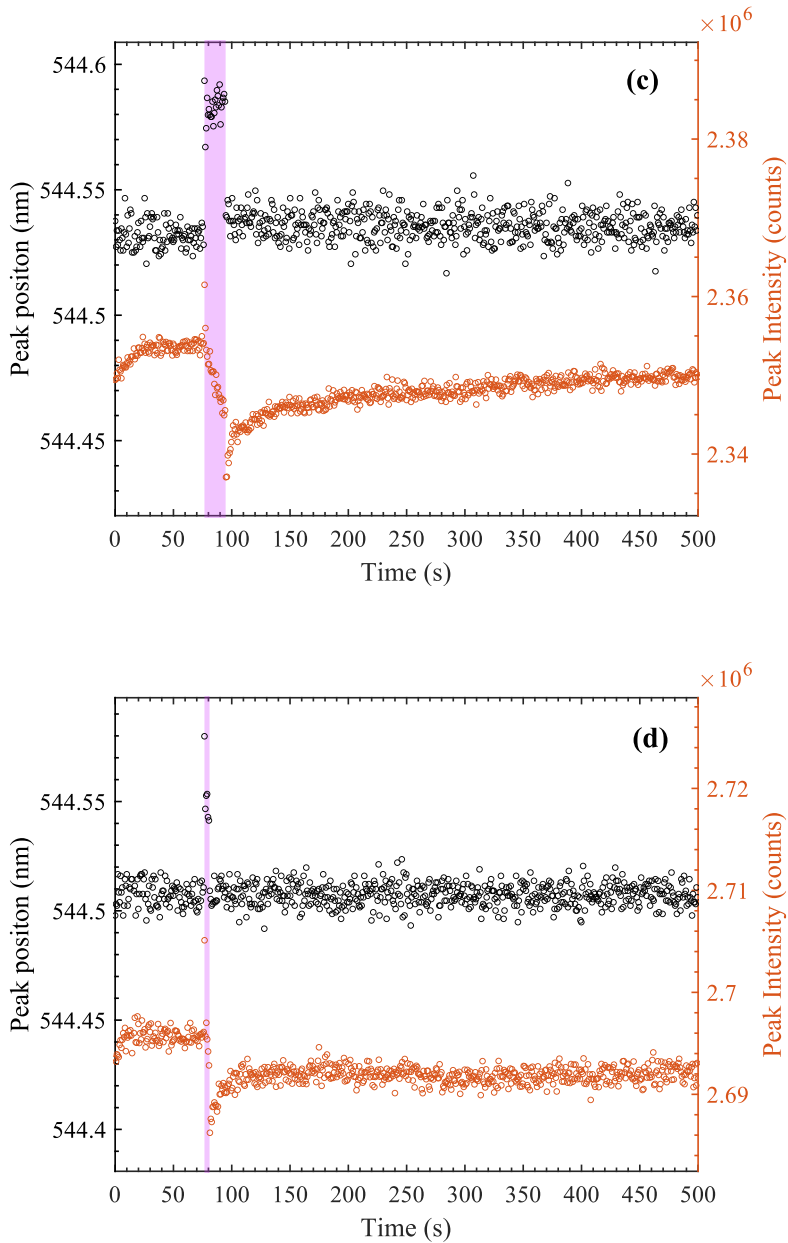 ×10⁶
(c)
544.6
544.55
544.5
544.45
2.38
2.36
2.34
Peak positon (nm)
Peak Intensity (counts)
0 50 100 150 200 250 300 350 400 450 500
Time (s)
×10⁶
(d)
544.55
544.5
544.45
544.4
2.72
2.71
2.7
2.69
Peak positon (nm)
Peak Intensity (counts)
0 50 100 150 200 250 300 350 400 450 500
Time (s)